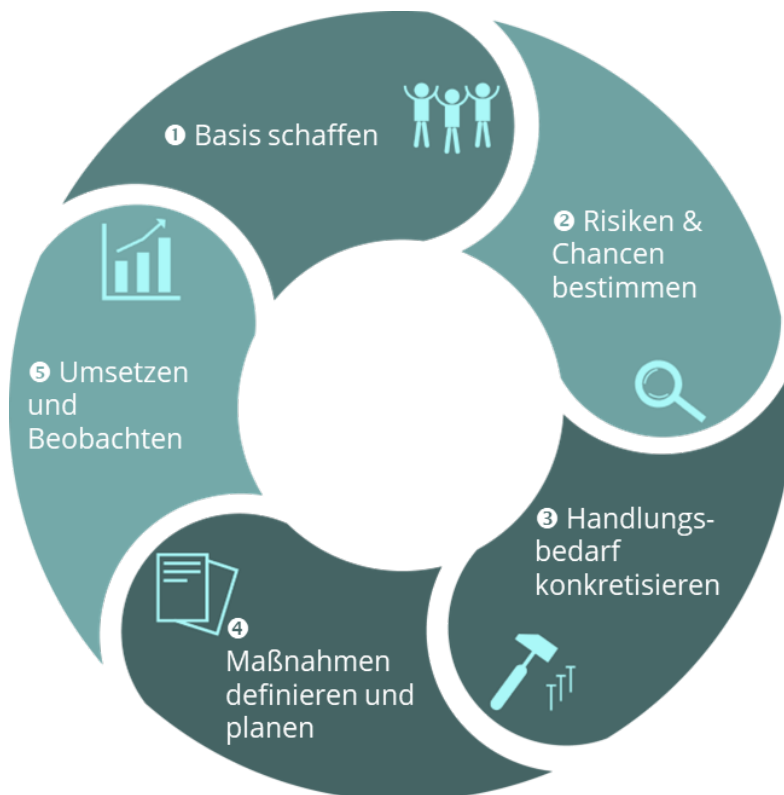 ❶ Basis schaffen
❷ Risiken &
Chancen
bestimmen
❸ Handlungs-
bedarf
konkretisieren
❹
Maßnahmen
definieren und
planen
❺ Umsetzen
und
Beobachten